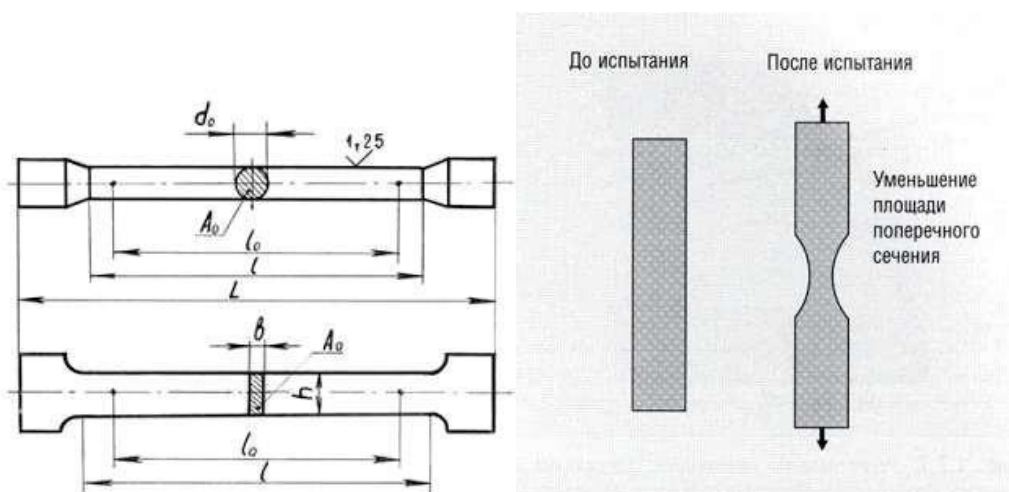 d₀
1,25
A₀
l₀
l
L
в
A₀
h
l₀
l
До испытания
После испытания
Уменьшение
площади
поперечного
сечения